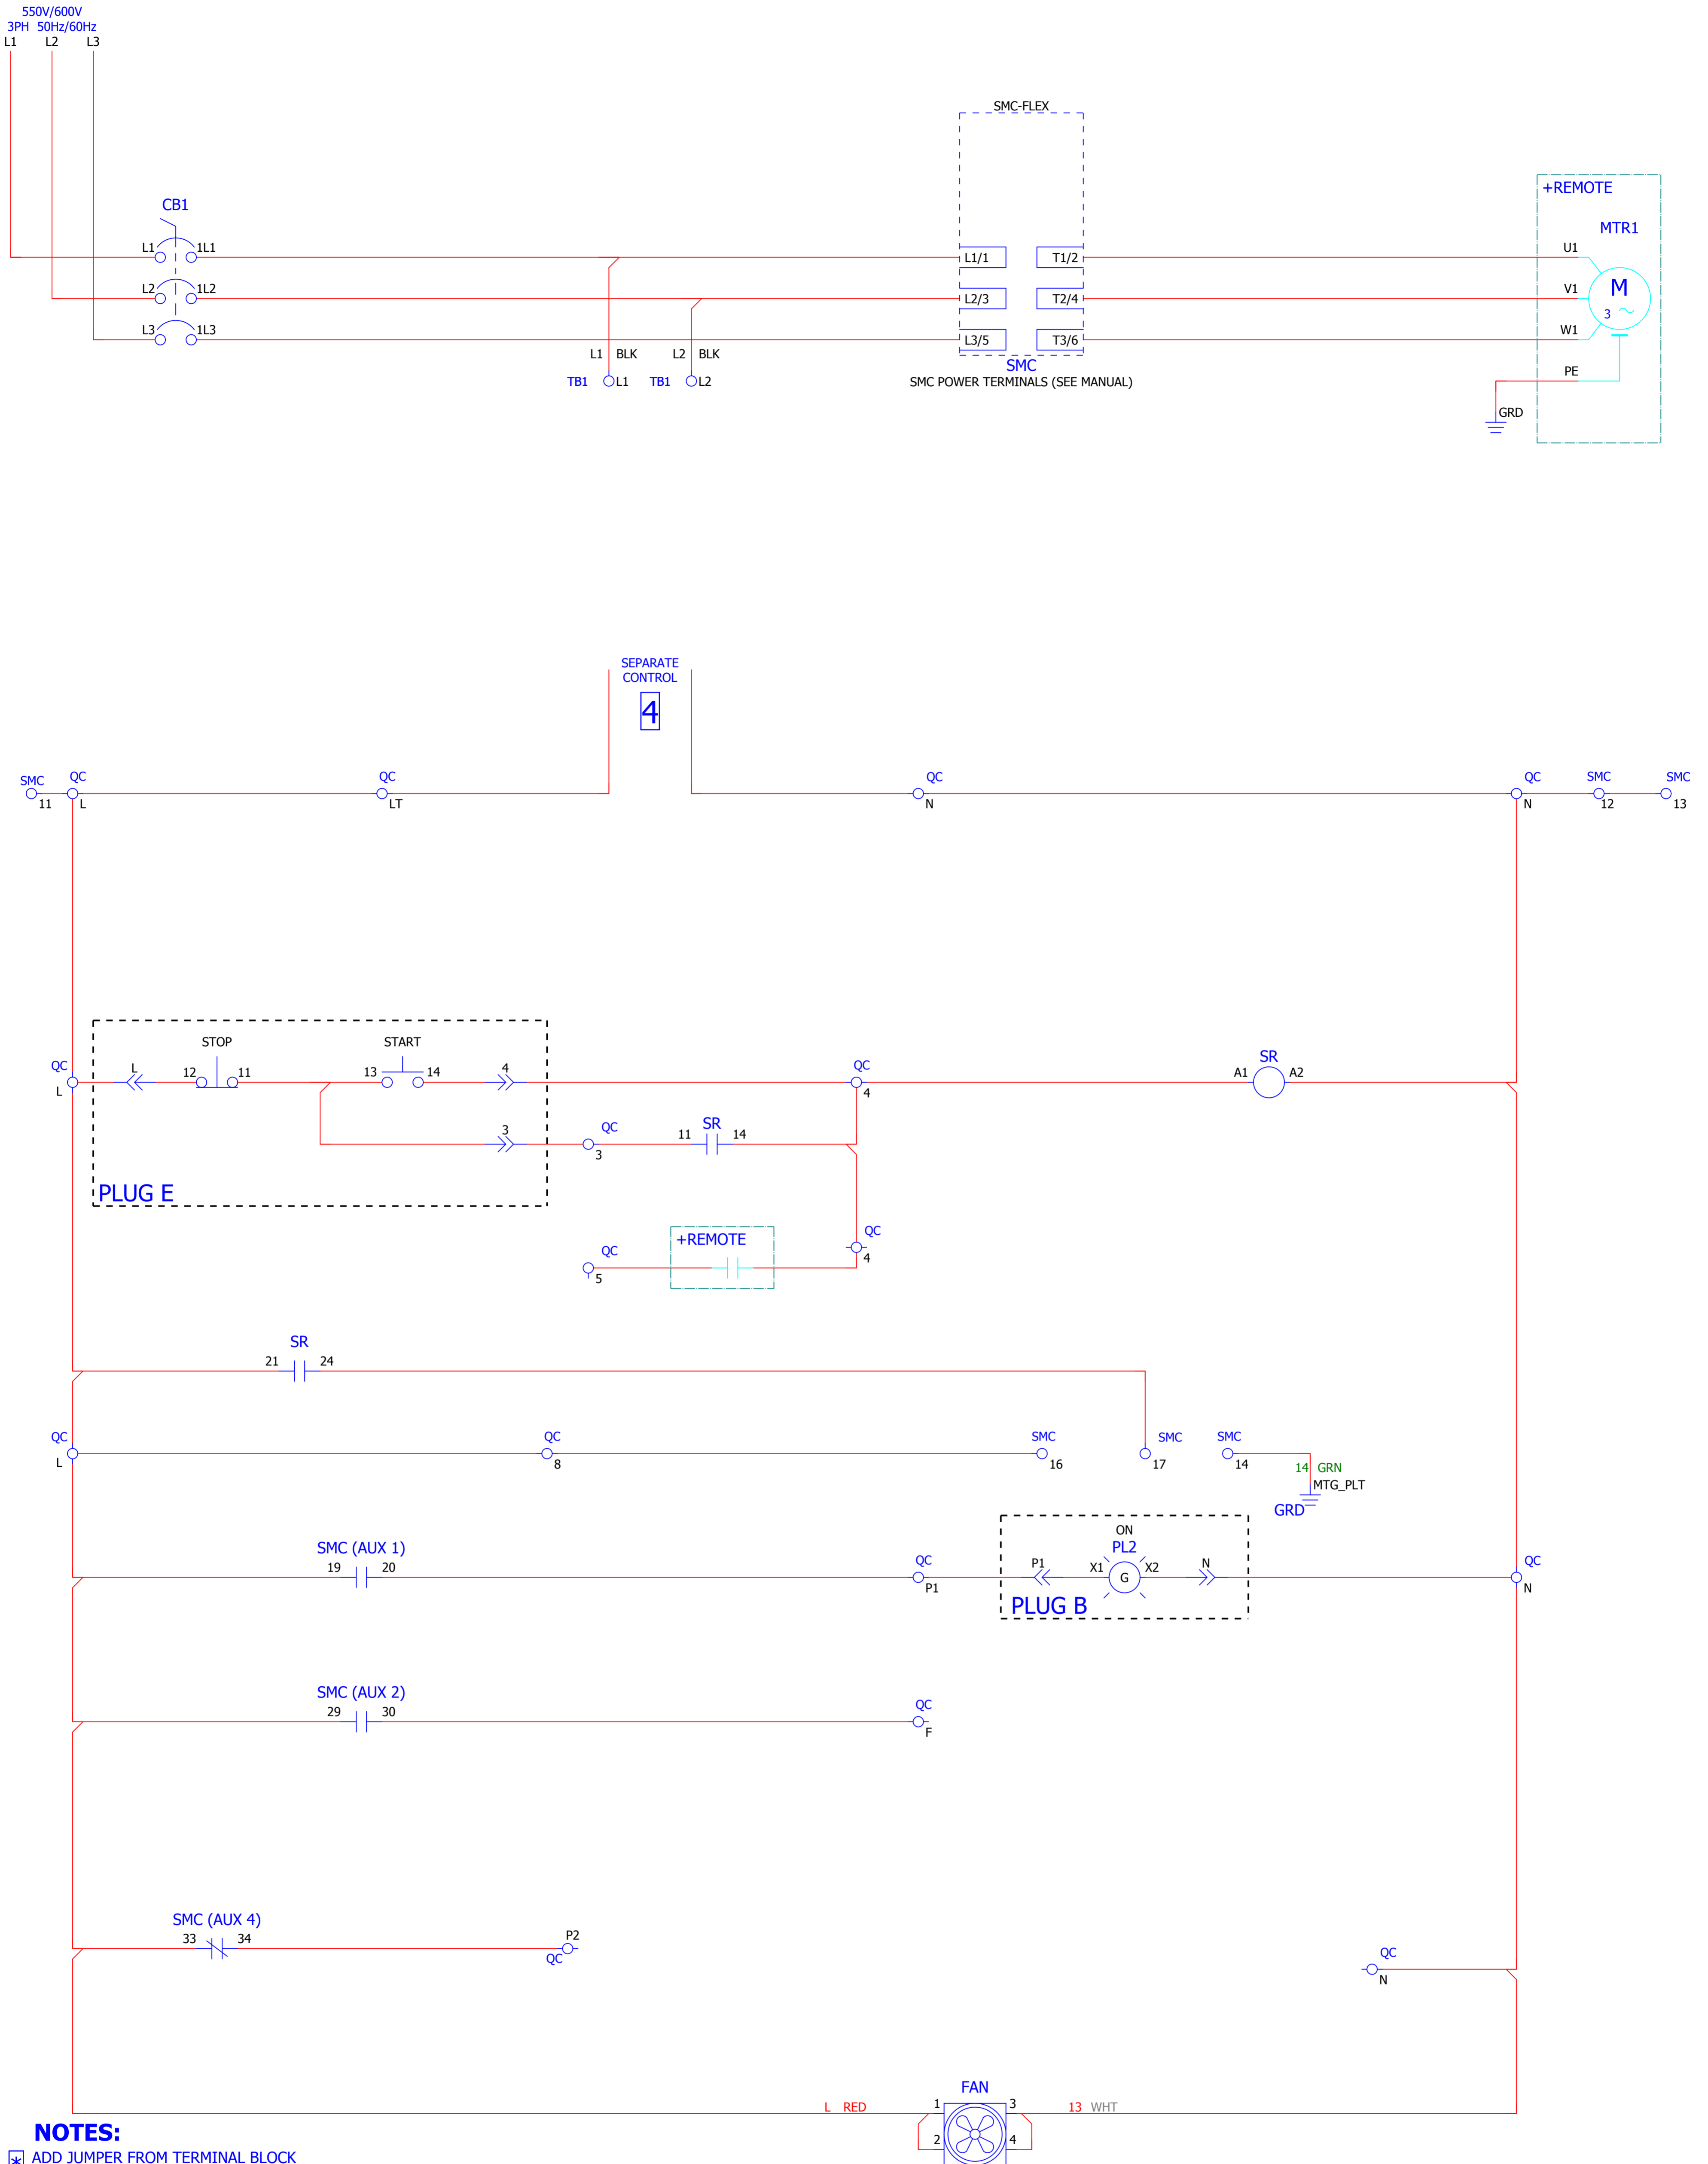 550V/600V
3PH 50Hz/60Hz
L1 L2 L3
SMC-FLEX
+REMOTE
CB1
MTR1
L1 1L1 L1/1 T1/2 U1
L2 1L2 L2/3 T2/4 V1
M
3
L3 1L3 L3/5 T3/6 W1
L1 BLK L2 BLK
SMC
TB1 L1 TB1 L2
SMC POWER TERMINALS (SEE MANUAL)
PE
GRD
SEPARATE
CONTROL
4
SMC QC QC QC QC SMC SMC
11 L LT N N 12 13
STOP START
QC L 12 11 13 14 4 QC SR
L 4 A1 A2
3 QC SR
3 11 14
PLUG E
+REMOTE
QC QC
5 4
SR
21 24
QC QC SMC SMC SMC
L 8 16 17 14
14 GRN
MTG_PLT
GRD
SMC (AUX 1)
19 20
ON
PL2
QC P1 X1 G X2 N QC
P1 N
PLUG B
SMC (AUX 2)
29 30 QC
F
SMC (AUX 4)
33 34 P2
QC
QC
N
FAN
L RED 1 3 13 WHT
2 4
NOTES:
* ADD JUMPER FROM TERMINAL BLOCK